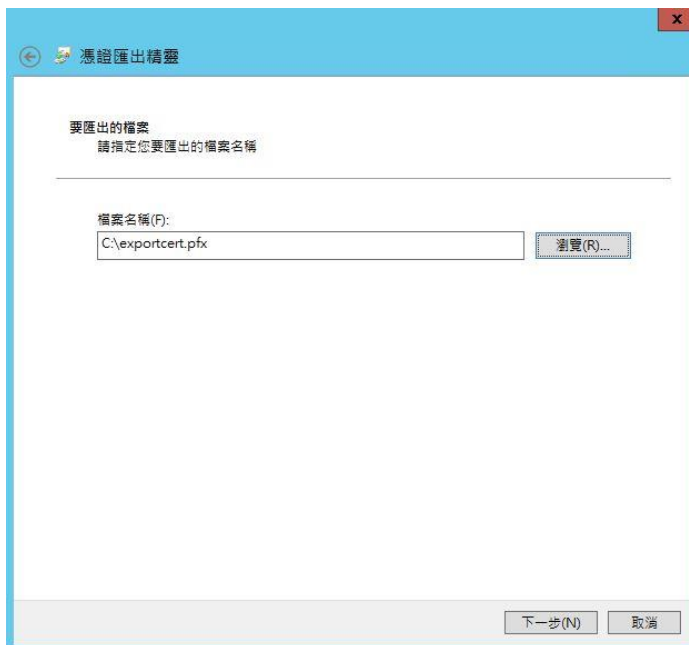 x
憑證匯出精靈
要匯出的檔案
請指定您要匯出的檔案名稱
檔案名稱(F):
C:\exportcert.pfx
瀏覽(R)...
下一步(N)
取消